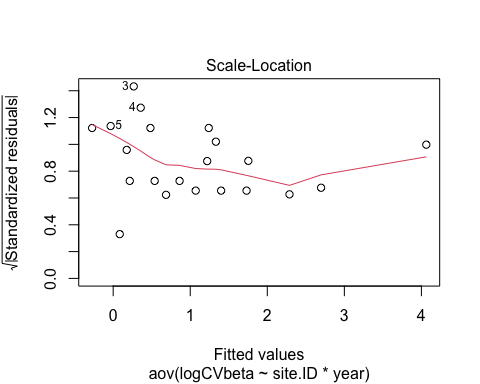 Scale-Location
√|Standardized residuals|
0.0 0.4 0.8 1.2
3
4
5
0 1 2 3 4
Fitted values
aov(logCVbeta ~ site.ID * year)